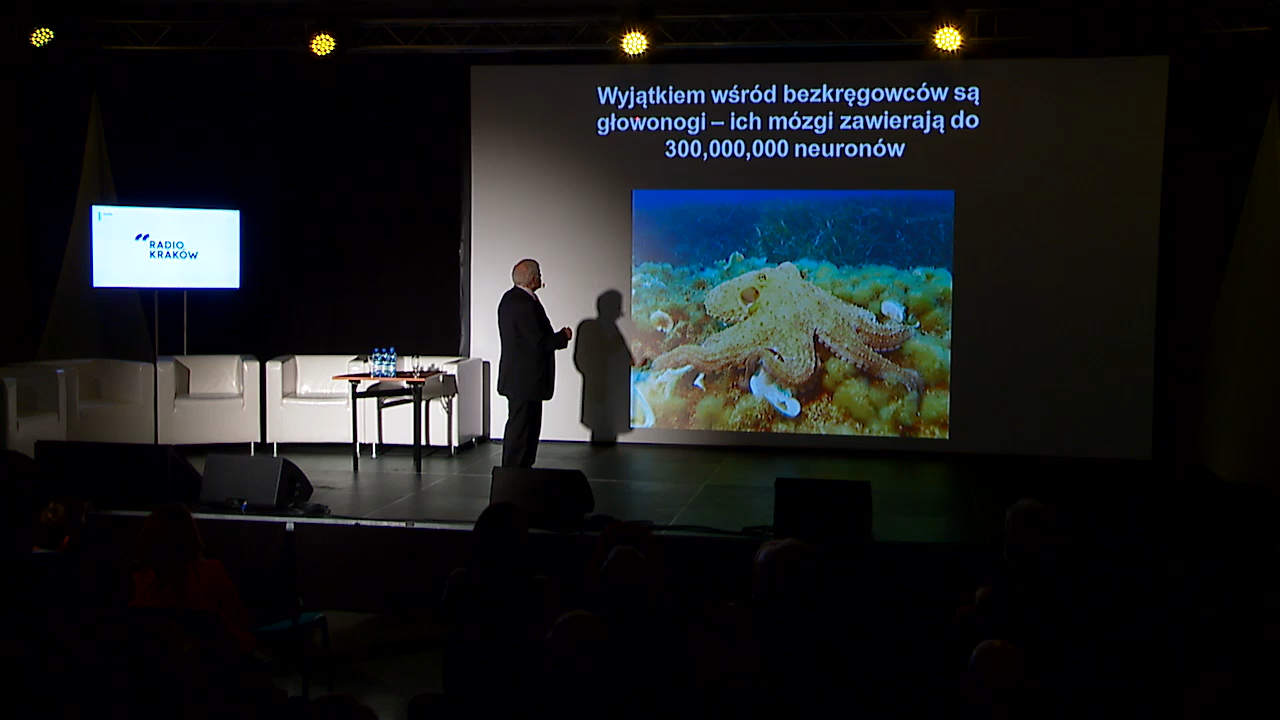 Wyjątkiem wśród bezkręgowców są
głowonogi – ich mózgi zawierają do
300,000,000 neuronów
RADIO
KRAKÓW